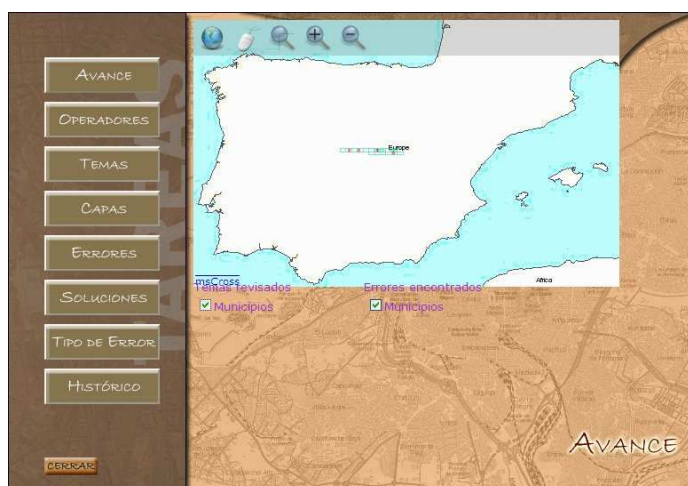 AVANCE
OPERADORES
TEMAS
CAPAS
ERRORES
SOLUCIONES
TIPO DE ERROR
HISTÓRICO
CERRAR
TAREAS
Europe
Africa
msCross
Temas revisados
Errores encontrados
Municipios
Municipios
AVANCE